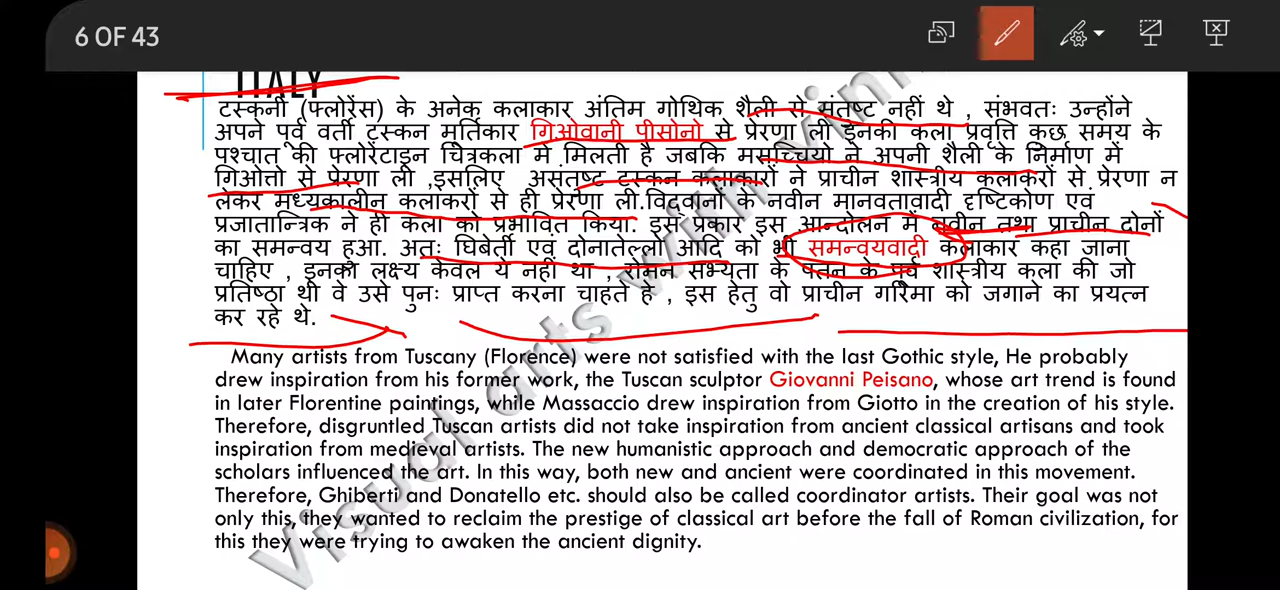 6 OF 43
ITALY
टस्कनी (फ्लोरेंस) के अनेक कलाकार अंतिम गोथिक शैली से संतष्ट नहीं थे , संभवतः उन्होंने
अपने पूर्व वर्ती टस्कन मूर्तिकार गिओवानी पीसोनो से प्रेरणा ली इनकी कला प्रवृत्ति कुछ समय के
पश्चात की फ्लोरेंटाइन चित्रकला में मिलती है जबकि मसच्चियो ने अपनी शैली के निर्माण में
गिओत्तो से प्रेरणा ली ,इसलिए असंतष्ट टस्कन कलाकारों ने प्राचीन शास्त्रीय कलाकरों से प्रेरणा न
लेकर मध्यकालीन कलाकरों से ही प्रेरणा ली.विद्वानों के नवीन मानवतावादी दृष्टिकोण एवं
प्रजातान्त्रिक ने ही कला को प्रभावित किया. इस प्रकार इस आन्दोलन में नवीन तथा प्राचीन दोनों
का समन्वय हुआ. अतः घिबेर्ती एवं दोनातेल्लो आदि को भी समन्वयवादी कलाकार कहा जाना
चाहिए , इनका लक्ष्य केवल ये नहीं था , रोमन सभ्यता के पतन के पूर्व शास्त्रीय कला की जो
प्रतिष्ठा थी वे उसे पुनः प्राप्त करना चाहते हे , इस हेतु वो प्राचीन गरिमा को जगाने का प्रयत्न
कर रहे थे.
Many artists from Tuscany (Florence) were not satisfied with the last Gothic style, He probably
drew inspiration from his former work, the Tuscan sculptor Giovanni Peisano, whose art trend is found
in later Florentine paintings, while Massaccio drew inspiration from Giotto in the creation of his style.
Therefore, disgruntled Tuscan artists did not take inspiration from ancient classical artisans and took
inspiration from medieval artists. The new humanistic approach and democratic approach of the
scholars influenced the art. In this way, both new and ancient were coordinated in this movement.
Therefore, Ghiberti and Donatello etc. should also be called coordinator artists. Their goal was not
only this, they wanted to reclaim the prestige of classical art before the fall of Roman civilization, for
this they were trying to awaken the ancient dignity.
Visual arts with